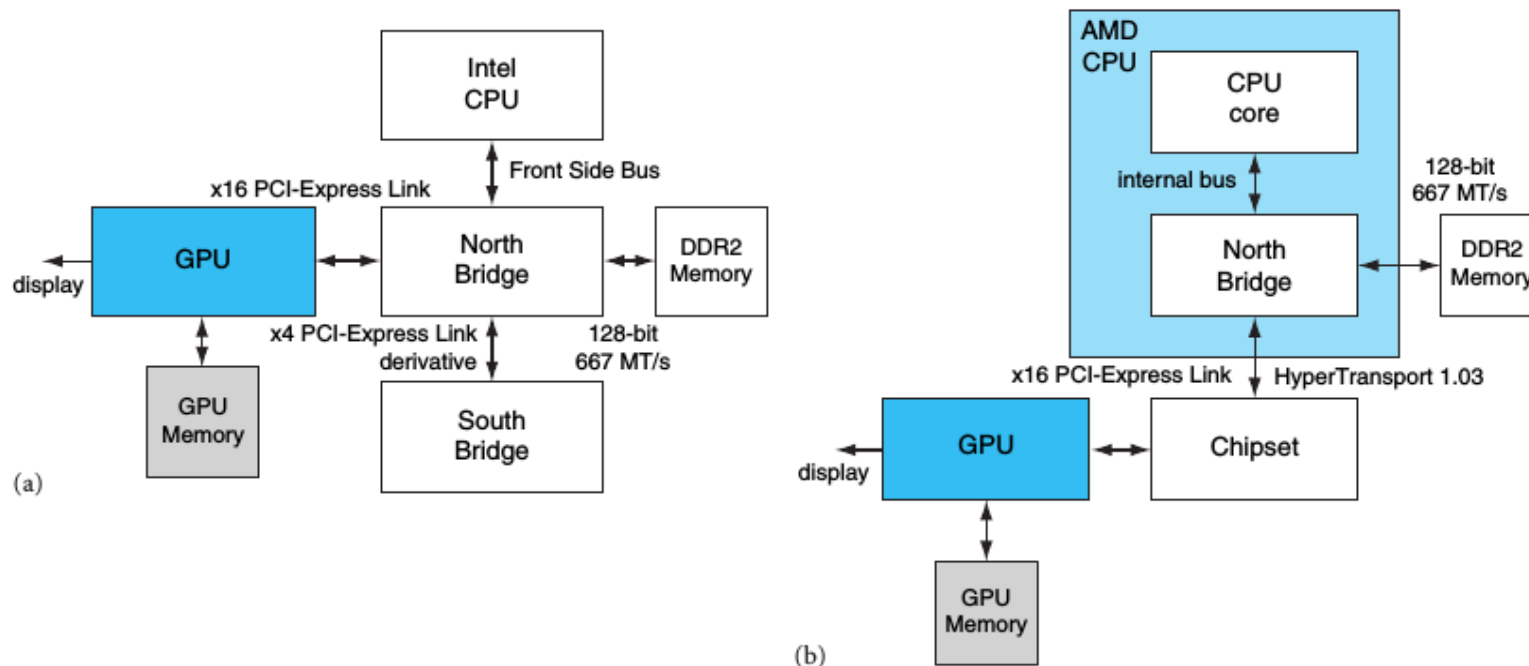 Intel
CPU
Front Side Bus
x16 PCI-Express Link
GPU
North
Bridge
DDR2
Memory
display
x4 PCI-Express Link
derivative
128-bit
667 MT/s
GPU
Memory
South
Bridge
(a)
AMD
CPU
CPU
core
internal bus
128-bit
667 MT/s
North
Bridge
DDR2
Memory
x16 PCI-Express Link
HyperTransport 1.03
GPU
Chipset
display
GPU
Memory
(b)